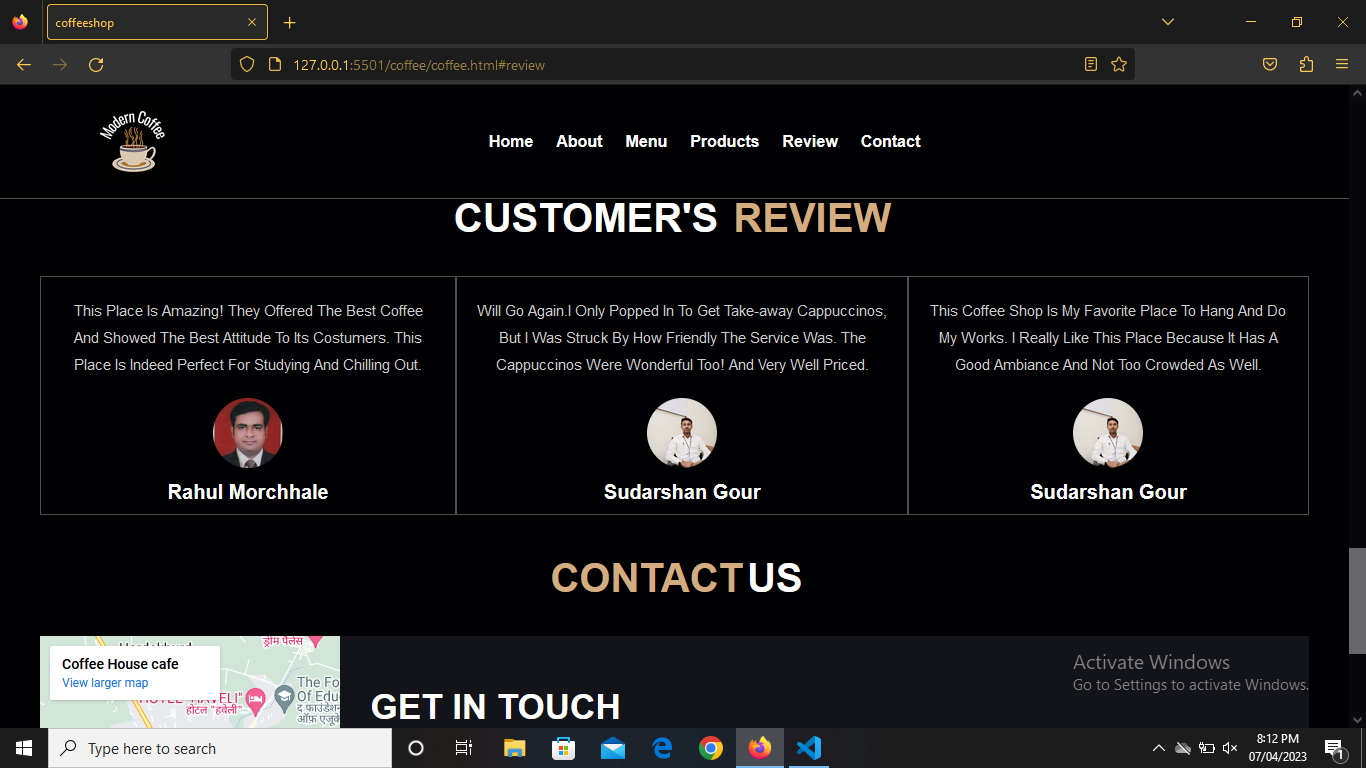 coffeeshop
127.0.0.1:5501/coffee/coffee.html#review
Modern Coffee
Home About Menu Products Review Contact
CUSTOMER'S REVIEW
This Place Is Amazing! They Offered The Best Coffee
And Showed The Best Attitude To Its Costumers. This
Place Is Indeed Perfect For Studying And Chilling Out.
Rahul Morchhale
Will Go Again.I Only Popped In To Get Take-away Cappuccinos,
But I Was Struck By How Friendly The Service Was. The
Cappuccinos Were Wonderful Too! And Very Well Priced.
Sudarshan Gour
This Coffee Shop Is My Favorite Place To Hang And Do
My Works. I Really Like This Place Because It Has A
Good Ambiance And Not Too Crowded As Well.
Sudarshan Gour
CONTACT US
ड्रीम पैलेस
Coffee House cafe
View larger map
HOTEL "HAVELI"
होटल "हवेली"
The Fo
Of Educ
द फाउंडेशन
ऑफ़ एजूके
GET IN TOUCH
Activate Windows
Go to Settings to activate Windows.
Type here to search
8:12 PM
07/04/2023
1